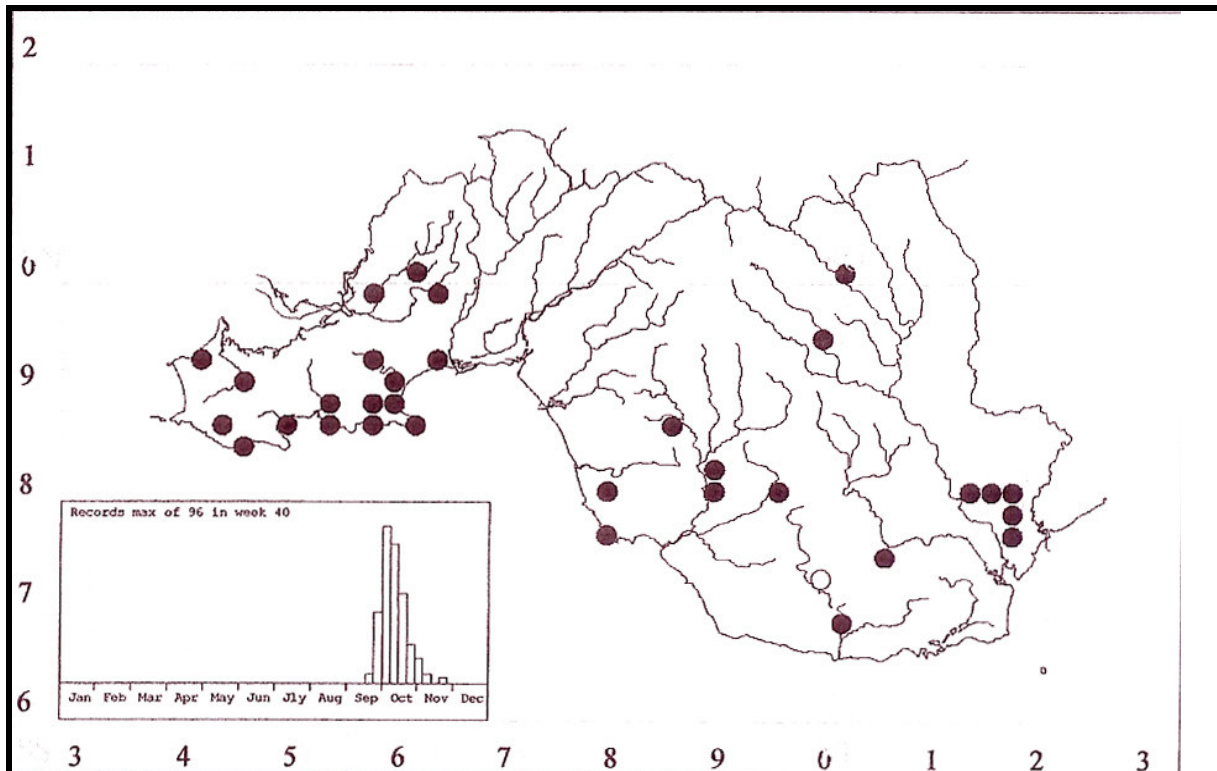 2
1
0
9
8
Records max of 96 in week 40
7
Jan Feb Mar Apr May Jun Jly Aug Sep Oct Nov Dec
6
3 4 5 6 7 8 9 0 1 2 3